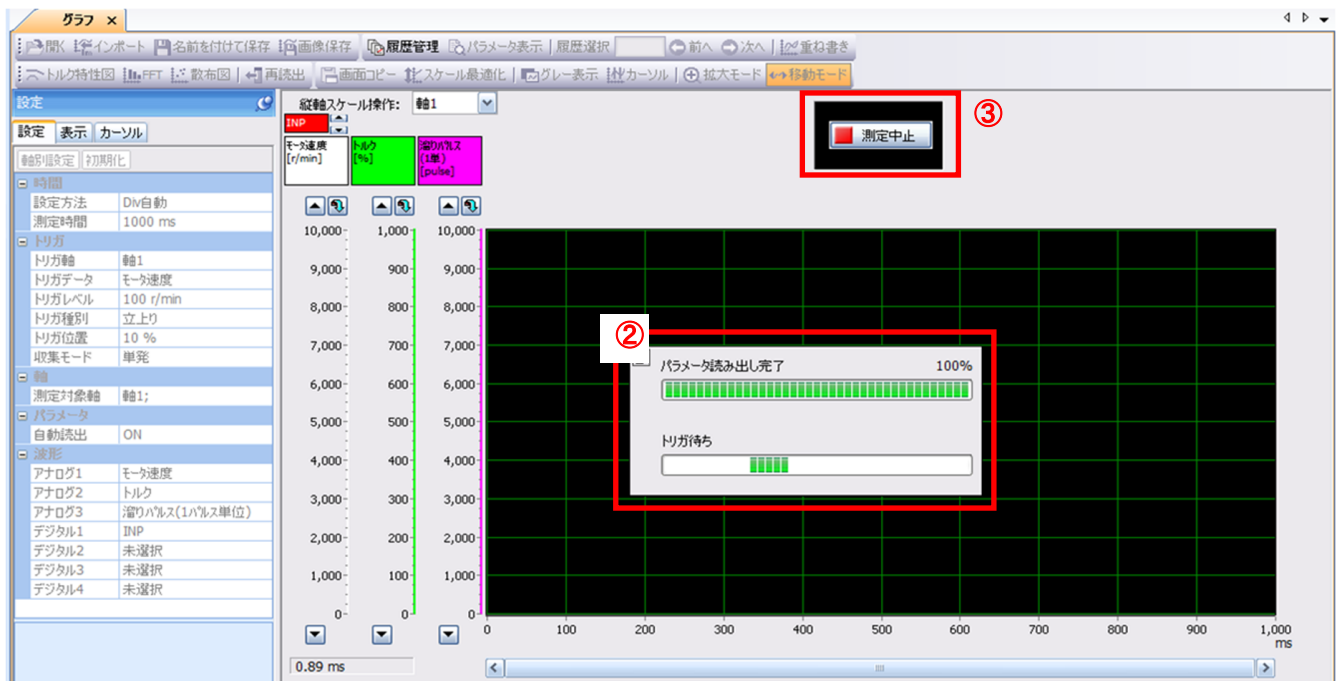 グラフ ×
開く インポート 名前を付けて保存 画像保存 履歴管理 パラメータ表示 履歴選択 前へ 次へ 重ね書き
トルク特性図 FFT 散布図 再読出 画面コピー スケール最適化 グレー表示 カーソル 拡大モード 移動モード
設定
設定 表示 カーソル
軸別設定 初期化
時間
設定方法 Div自動
測定時間 1000 ms
トリガ
トリガ軸 軸1
トリガデータ モータ速度
トリガレベル 100 r/min
トリガ種別 立上り
トリガ位置 10 %
収集モード 単発
軸
測定対象軸 軸1;
パラメータ
自動読出 ON
波形
アナログ1 モータ速度
アナログ2 トルク
アナログ3 溜りパルス(1パルス単位)
デジタル1 INP
デジタル2 未選択
デジタル3 未選択
デジタル4 未選択
縦軸スケール操作: 軸1
INP
モータ速度
[r/min]
トルク
[%]
溜りパルス
(1単)
[pulse]
③
測定中止
10,000 1,000 10,000
9,000 900 9,000
8,000 800 8,000
7,000 700 7,000
6,000 600 6,000
5,000 500 5,000
4,000 400 4,000
3,000 300 3,000
2,000 200 2,000
1,000 100 1,000
0 0 0
②
パラメータ読み出し完了 100%
トリガ待ち
0 100 200 300 400 500 600 700 800 900 1,000
ms
0.89 ms